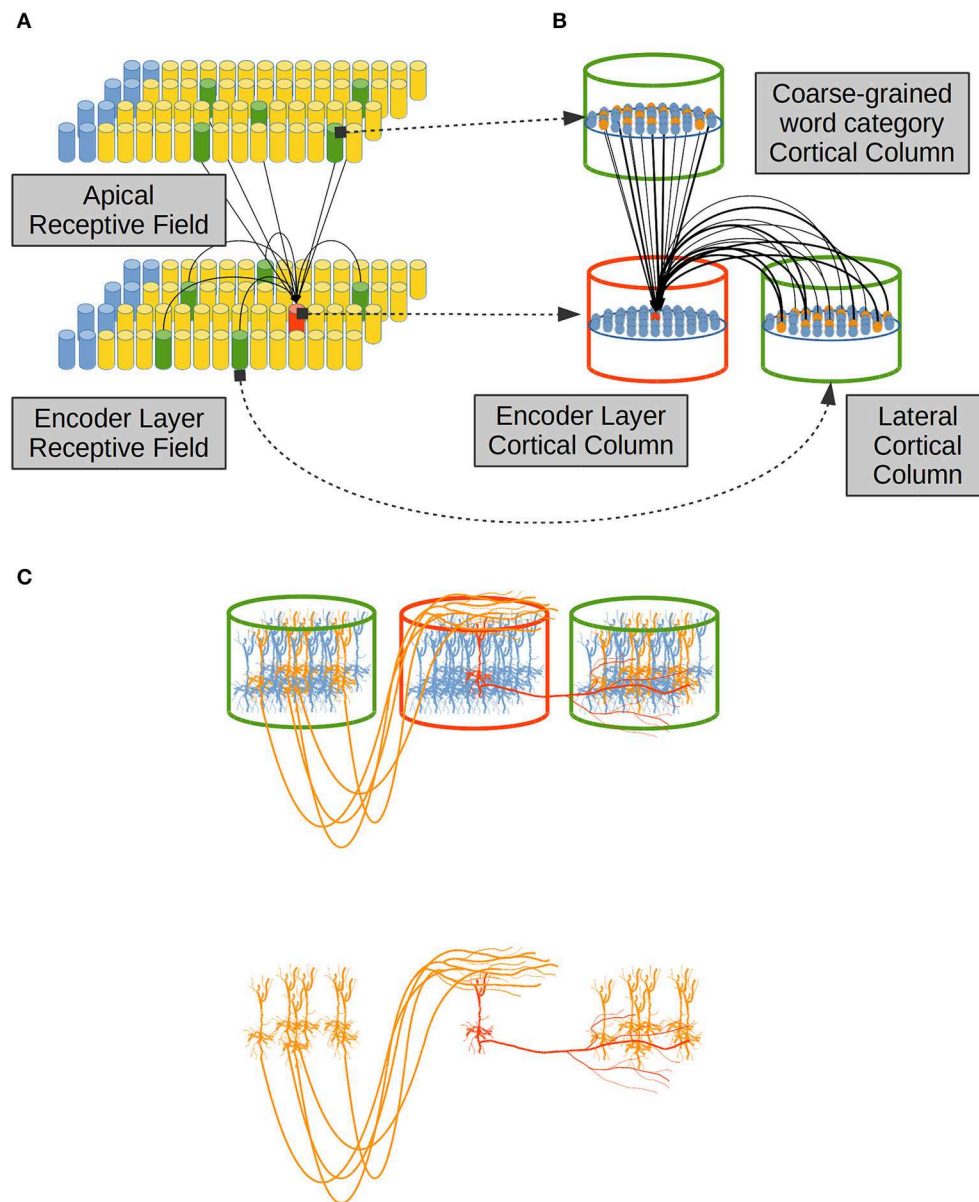 A
B
Coarse-grained
word category
Cortical Column
Apical
Receptive Field
Encoder Layer
Receptive Field
Encoder Layer
Cortical Column
Lateral
Cortical
Column
C